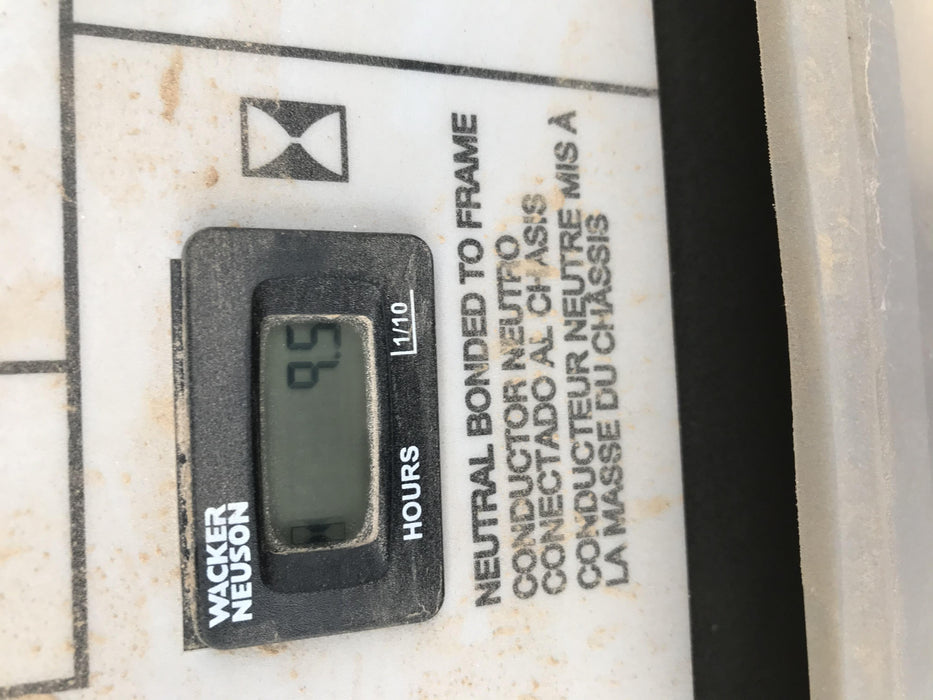 WACKER
NEUSON
9.5
HOURS 1/10
NEUTRAL BONDED TO FRAME
CONDUCTOR NEUTRO
CONECTADO AL CHASIS
CONDUCTEUR NEUTRE MIS À
LA MASSE DU CHÂSSIS